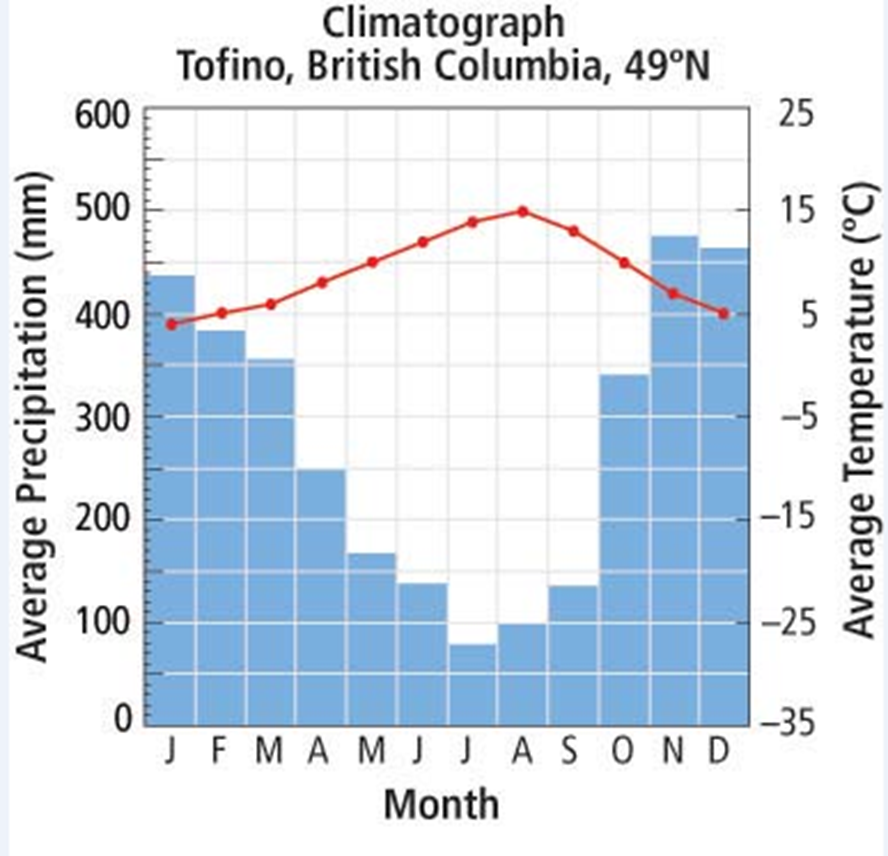 Climatograph
Tofino, British Columbia, 49ºN
Average Precipitation (mm)
600
500
400
300
200
100
0
25
15
5
–5
–15
–25
–35
Average Temperature (ºC)
J F M A M J J A S O N D
Month